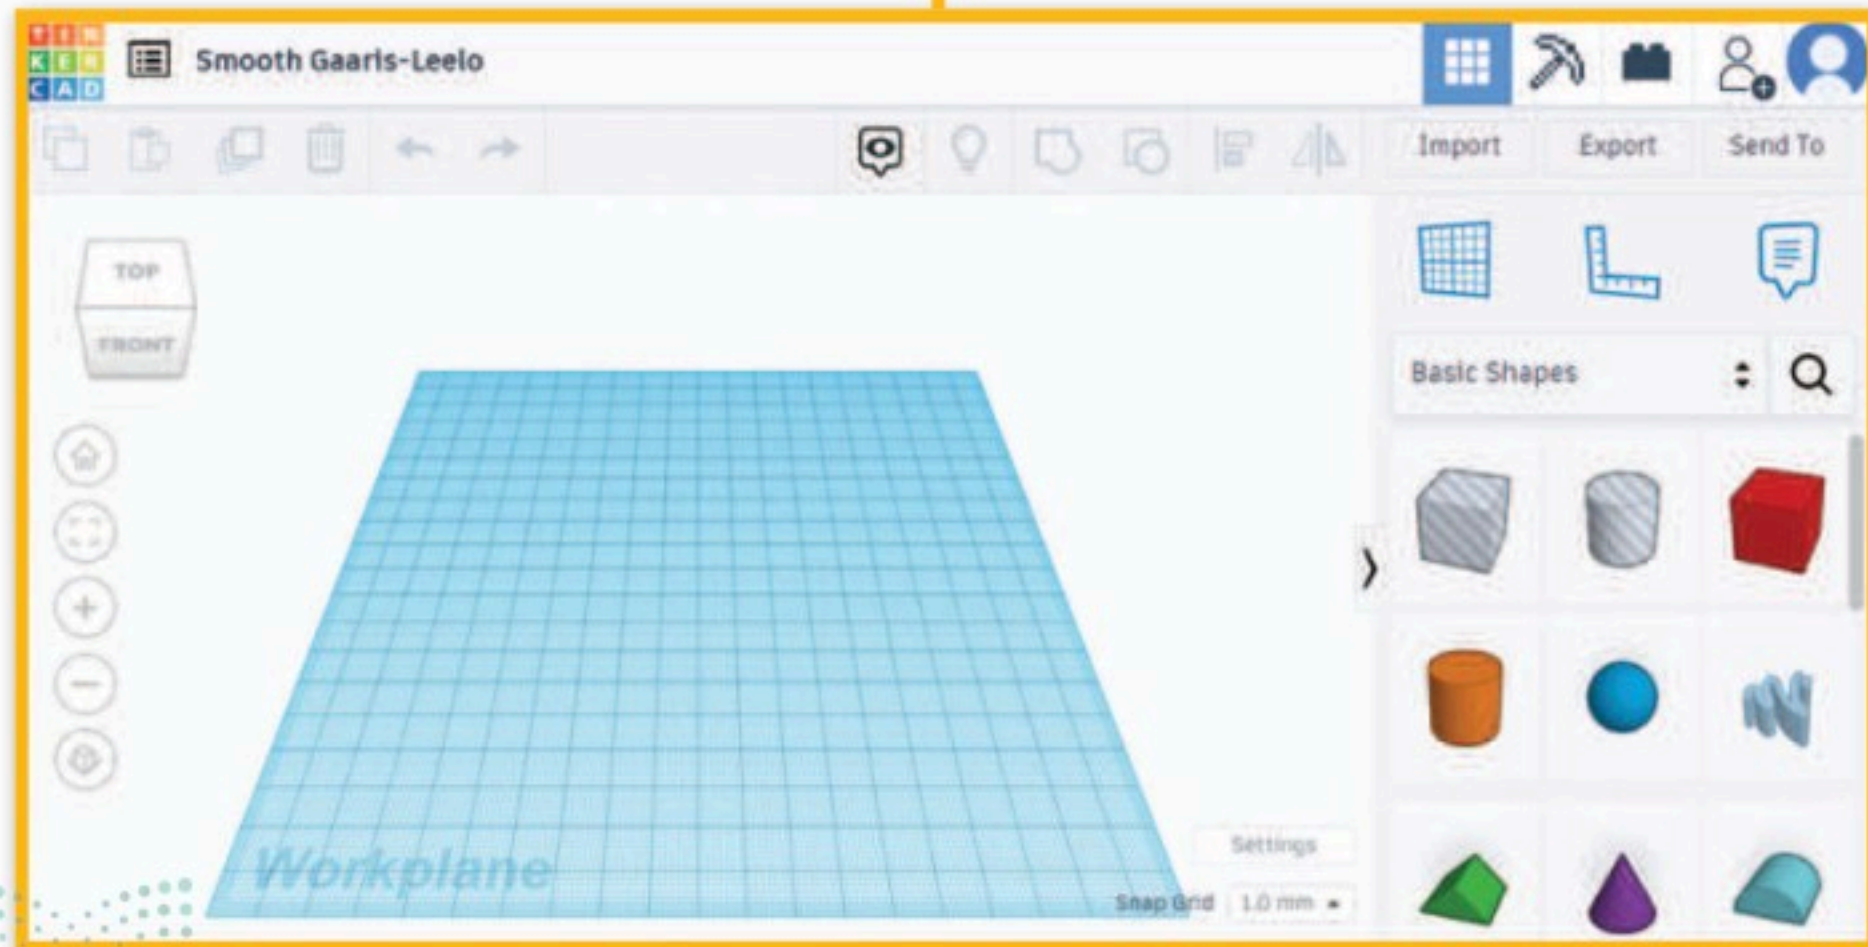 TIN
KER
CAD
Smooth Gaaris-Leelo
Import Export Send To
TOP
FRONT
Basic Shapes
Workplane
Settings
Snap Grid 1.0 mm